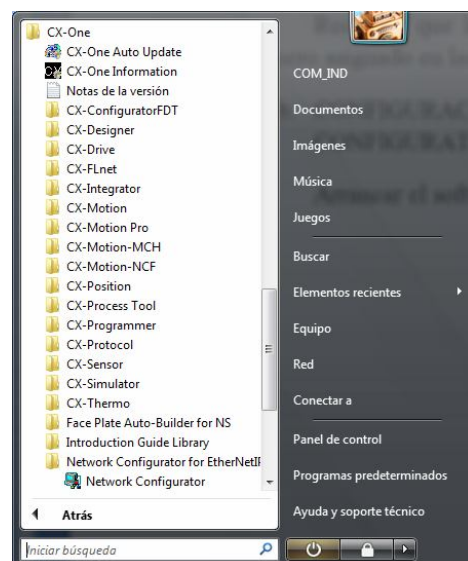 CX-One
CX-One Auto Update
CX-One Information
Notas de la versión
CX-ConfiguratorFDT
CX-Designer
CX-Drive
CX-FLnet
CX-Integrator
CX-Motion
CX-Motion Pro
CX-Motion-MCH
CX-Motion-NCF
CX-Position
CX-Process Tool
CX-Programmer
CX-Protocol
CX-Sensor
CX-Simulator
CX-Thermo
Face Plate Auto-Builder for NS
Introduction Guide Library
Network Configurator for EtherNetIP
Network Configurator
Atrás
Iniciar búsqueda
COM_IND
Documentos
Imágenes
Música
Juegos
Buscar
Elementos recientes
Equipo
Red
Conectar a
Panel de control
Programas predeterminados
Ayuda y soporte técnico